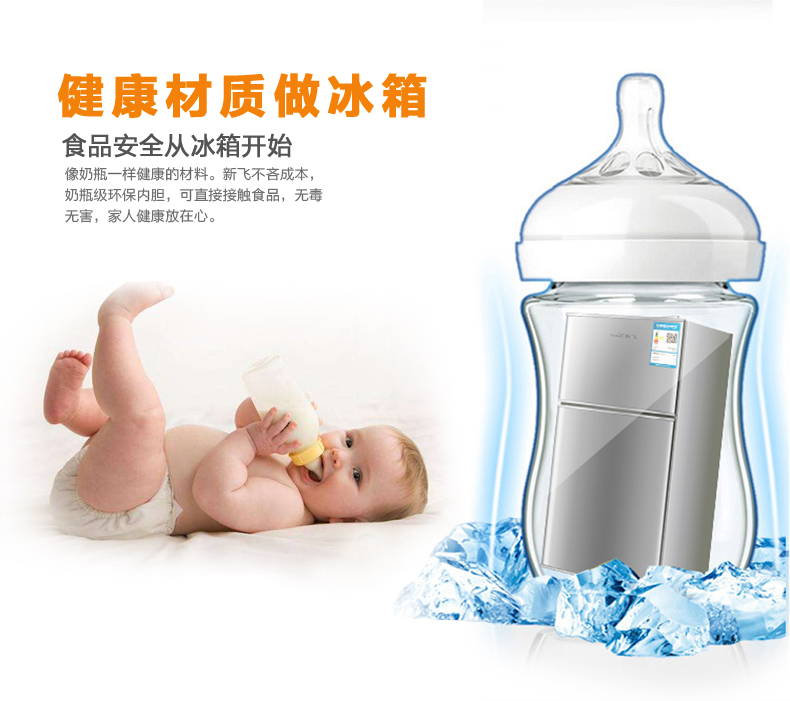 健康材质做冰箱
食品安全从冰箱开始
像奶瓶一样健康的材料。新飞不吝成本，
奶瓶级环保内胆，可直接接触食品，无毒
无害，家人健康放在心。